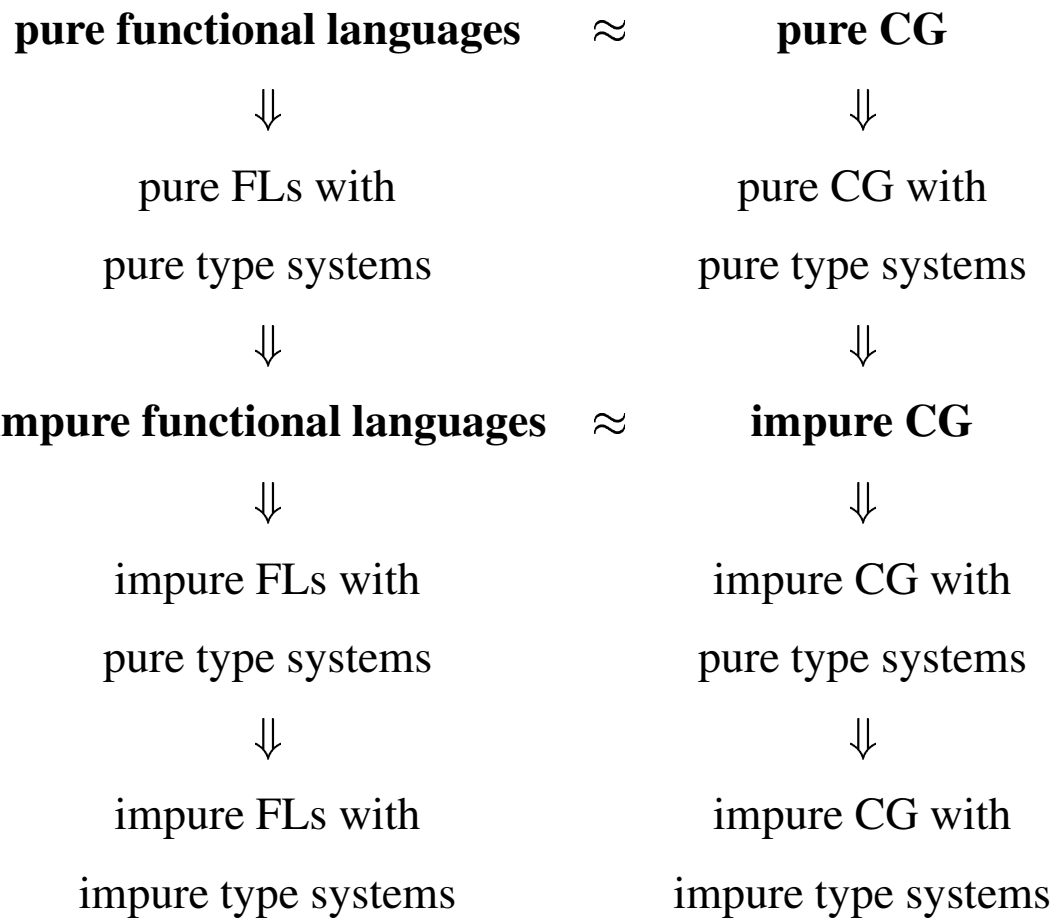 pure functional languages ≈ pure CG
⇓ ⇓
pure FLs with pure CG with
pure type systems pure type systems
⇓ ⇓
mpure functional languages ≈ impure CG
⇓ ⇓
impure FLs with impure CG with
pure type systems pure type systems
⇓ ⇓
impure FLs with impure CG with
impure type systems impure type systems